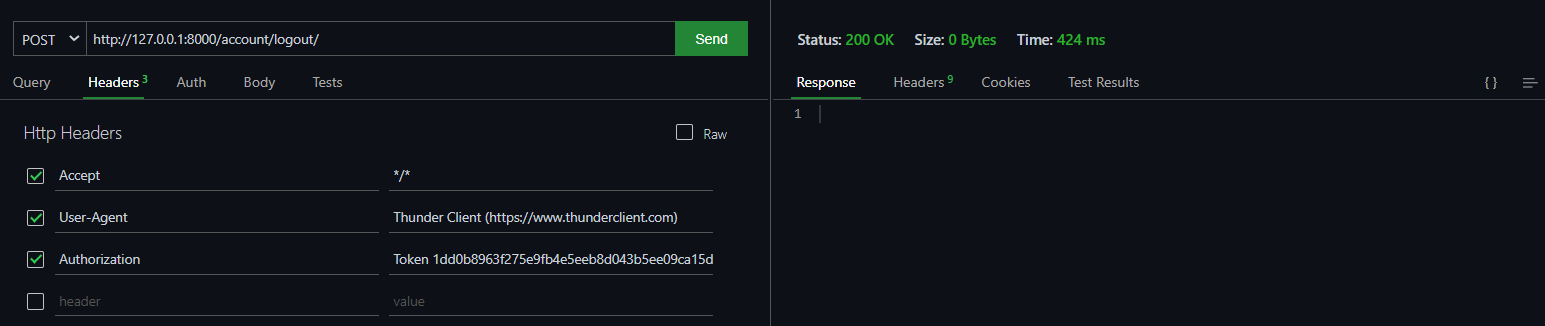 POST http://127.0.0.1:8000/account/logout/ Send
Query Headers 3 Auth Body Tests
Http Headers Raw
Accept */*
User-Agent Thunder Client (https://www.thunderclient.com)
Authorization Token 1dd0b8963f275e9fb4e5eeb8d043b5ee09ca15d
header value
Status: 200 OK Size: 0 Bytes Time: 424 ms
Response Headers 9 Cookies Test Results { }
1